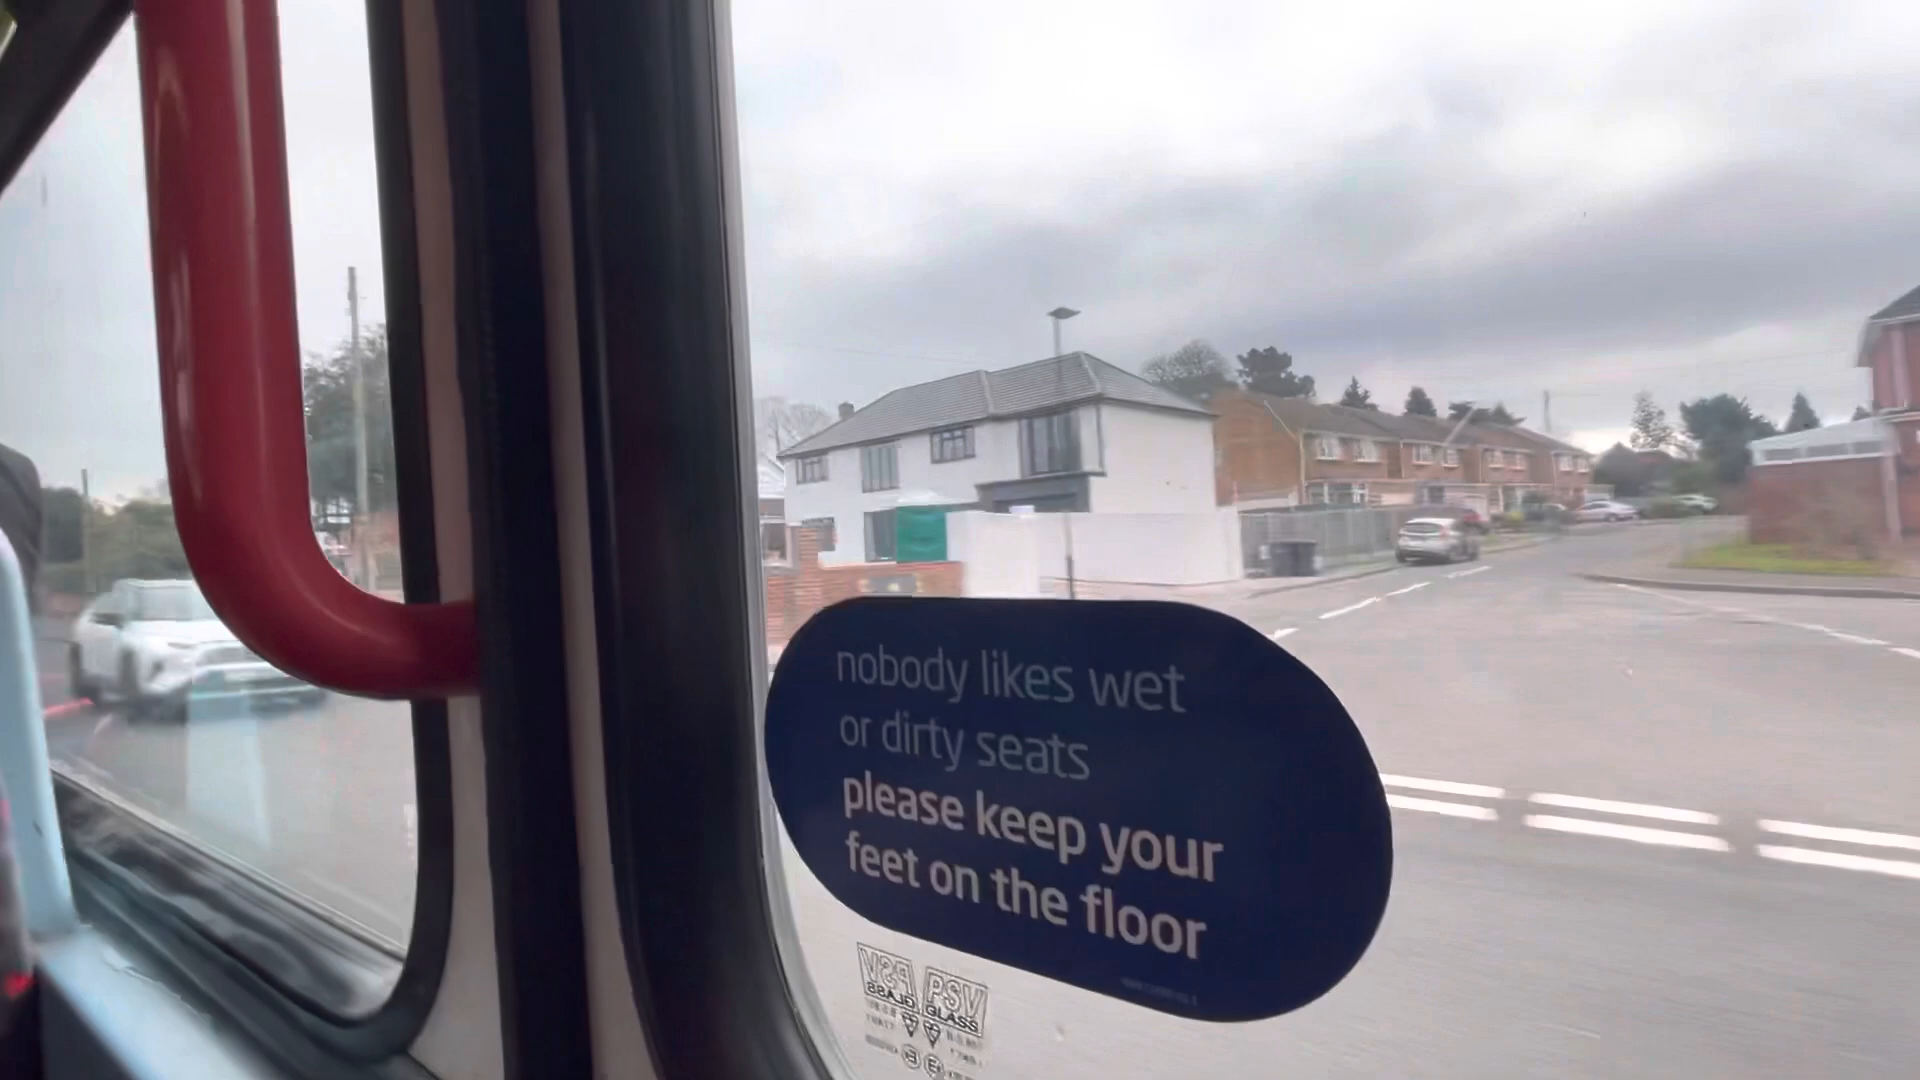 nobody likes wet
or dirty seats
please keep your
feet on the floor
PSV PSV
GLASS GLASS